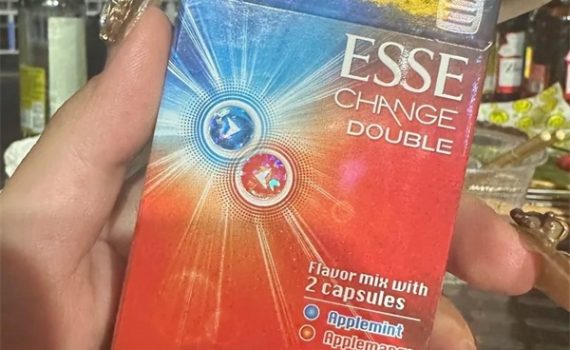 ESSE
CHANGE
DOUBLE
Flavor mix with
2 capsules
Applemint